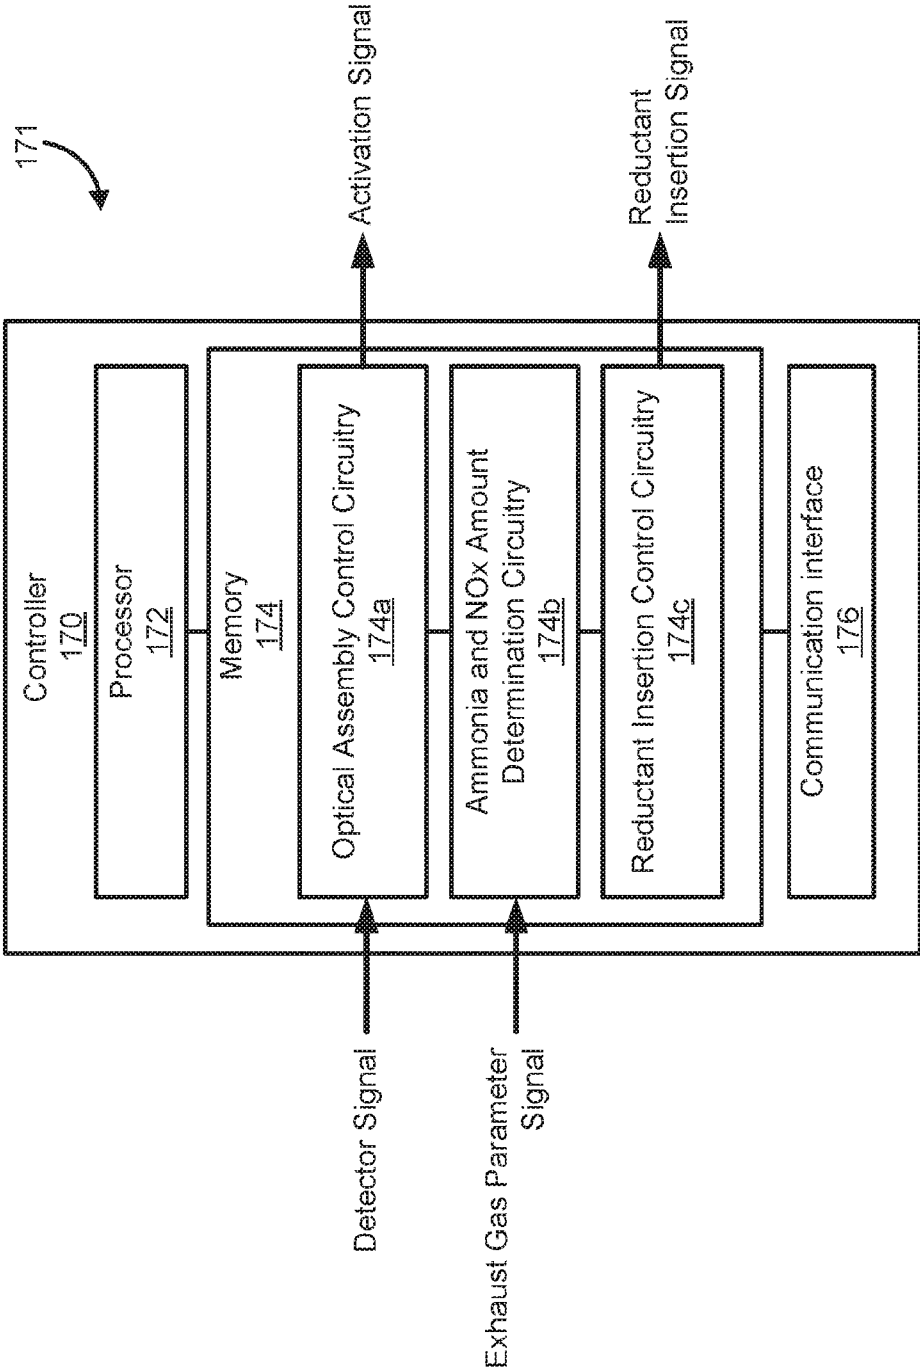 171
Controller
170
Processor
172
Memory
174
Detector Signal
Optical Assembly Control Circuitry
174a
Activation Signal
Exhaust Gas Parameter
Signal
Ammonia and NOx Amount
Determination Circuitry
174b
Reductant Insertion Control Circuitry
174c
Reductant
Insertion Signal
Communication interface
176